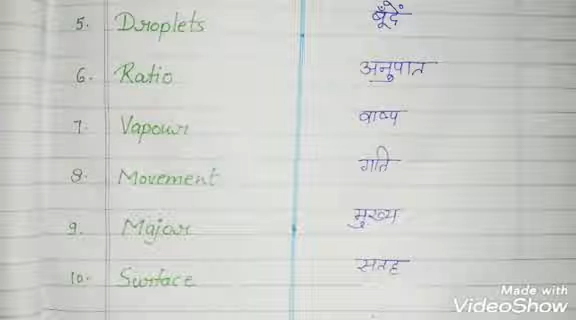 5. Droplets बूँदें
6. Ratio अनुपात
7. Vapour वाष्प
8. Movement गति
9. Major मुख्य
10. Surface सतह
Made with
VideoShow